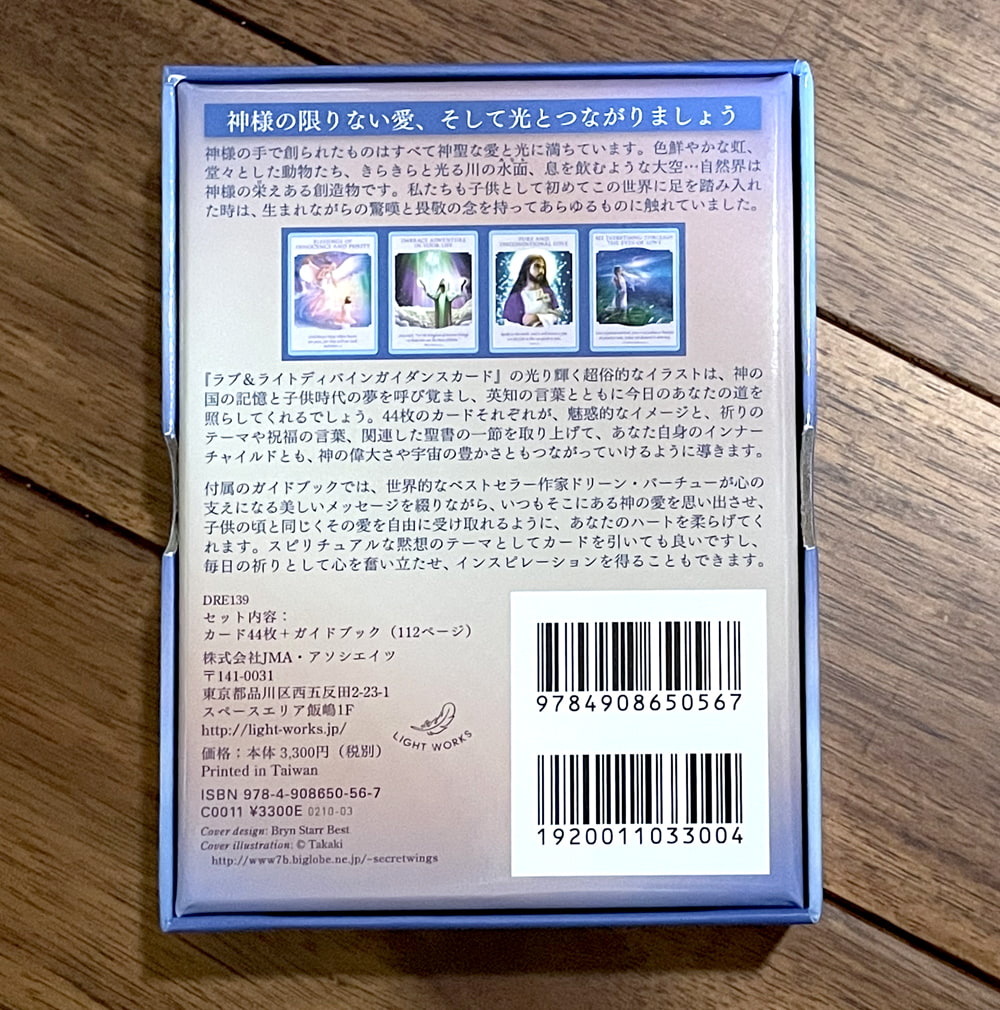 神様の限りない愛、そして光とつながりましょう
神様の手で創られたものはすべて神聖な愛と光に満ちています。色鮮やかな虹、
堂々とした動物たち、きらきらと光る川の水面、息を飲むような大空…自然界は
神様の栄えある創造物です。私たちも子供として初めてこの世界に足を踏み入れ
た時は、生まれながらの驚嘆と畏敬の念を持ってあらゆるものに触れていました。
BLESSINGS OF
INNOCENCE AND PURITY
EMBRACE ADVENTURE
IN YOUR LIFE
PURE AND
UNCONDITIONAL LOVE
SEE EVERYTHING THROUGH
THE EYES OF LOVE
『ラブ＆ライトディバインガイダンスカード』の光り輝く超俗的なイラストは、神の
国の記憶と子供時代の夢を呼び覚まし、英知の言葉とともに今日のあなたの道を
照らしてくれるでしょう。44枚のカードそれぞれが、魅惑的なイメージと、祈りの
テーマや祝福の言葉、関連した聖書の一節を取り上げて、あなた自身のインナー
チャイルドとも、神の偉大さや宇宙の豊かさともつながっていけるように導きます。
付属のガイドブックでは、世界的なベストセラー作家ドリーン・バーチューが心の
支えになる美しいメッセージを綴りながら、いつもそこにある神の愛を思い出させ、
子供の頃と同じくその愛を自由に受け取れるように、あなたのハートを柔らげてく
れます。スピリチュアルな黙想のテーマとしてカードを引いても良いですし、
毎日の祈りとして心を奮い立たせ、インスピレーションを得ることもできます。
DRE139
セット内容：
カード44枚＋ガイドブック（112ページ）
株式会社JMA・アソシエイツ
〒141-0031
東京都品川区西五反田2-23-1
スペースエリア飯嶋1F
http://light-works.jp/
LIGHT WORKS
価格：本体 3,300円（税別）
Printed in Taiwan
ISBN 978-4-908650-56-7
C0011 ¥3300E 0210-03
Cover design: Bryn Starr Best
Cover illustration: © Takaki
http://www7b.biglobe.ne.jp/~secretwings
9784908650567
1920011033004